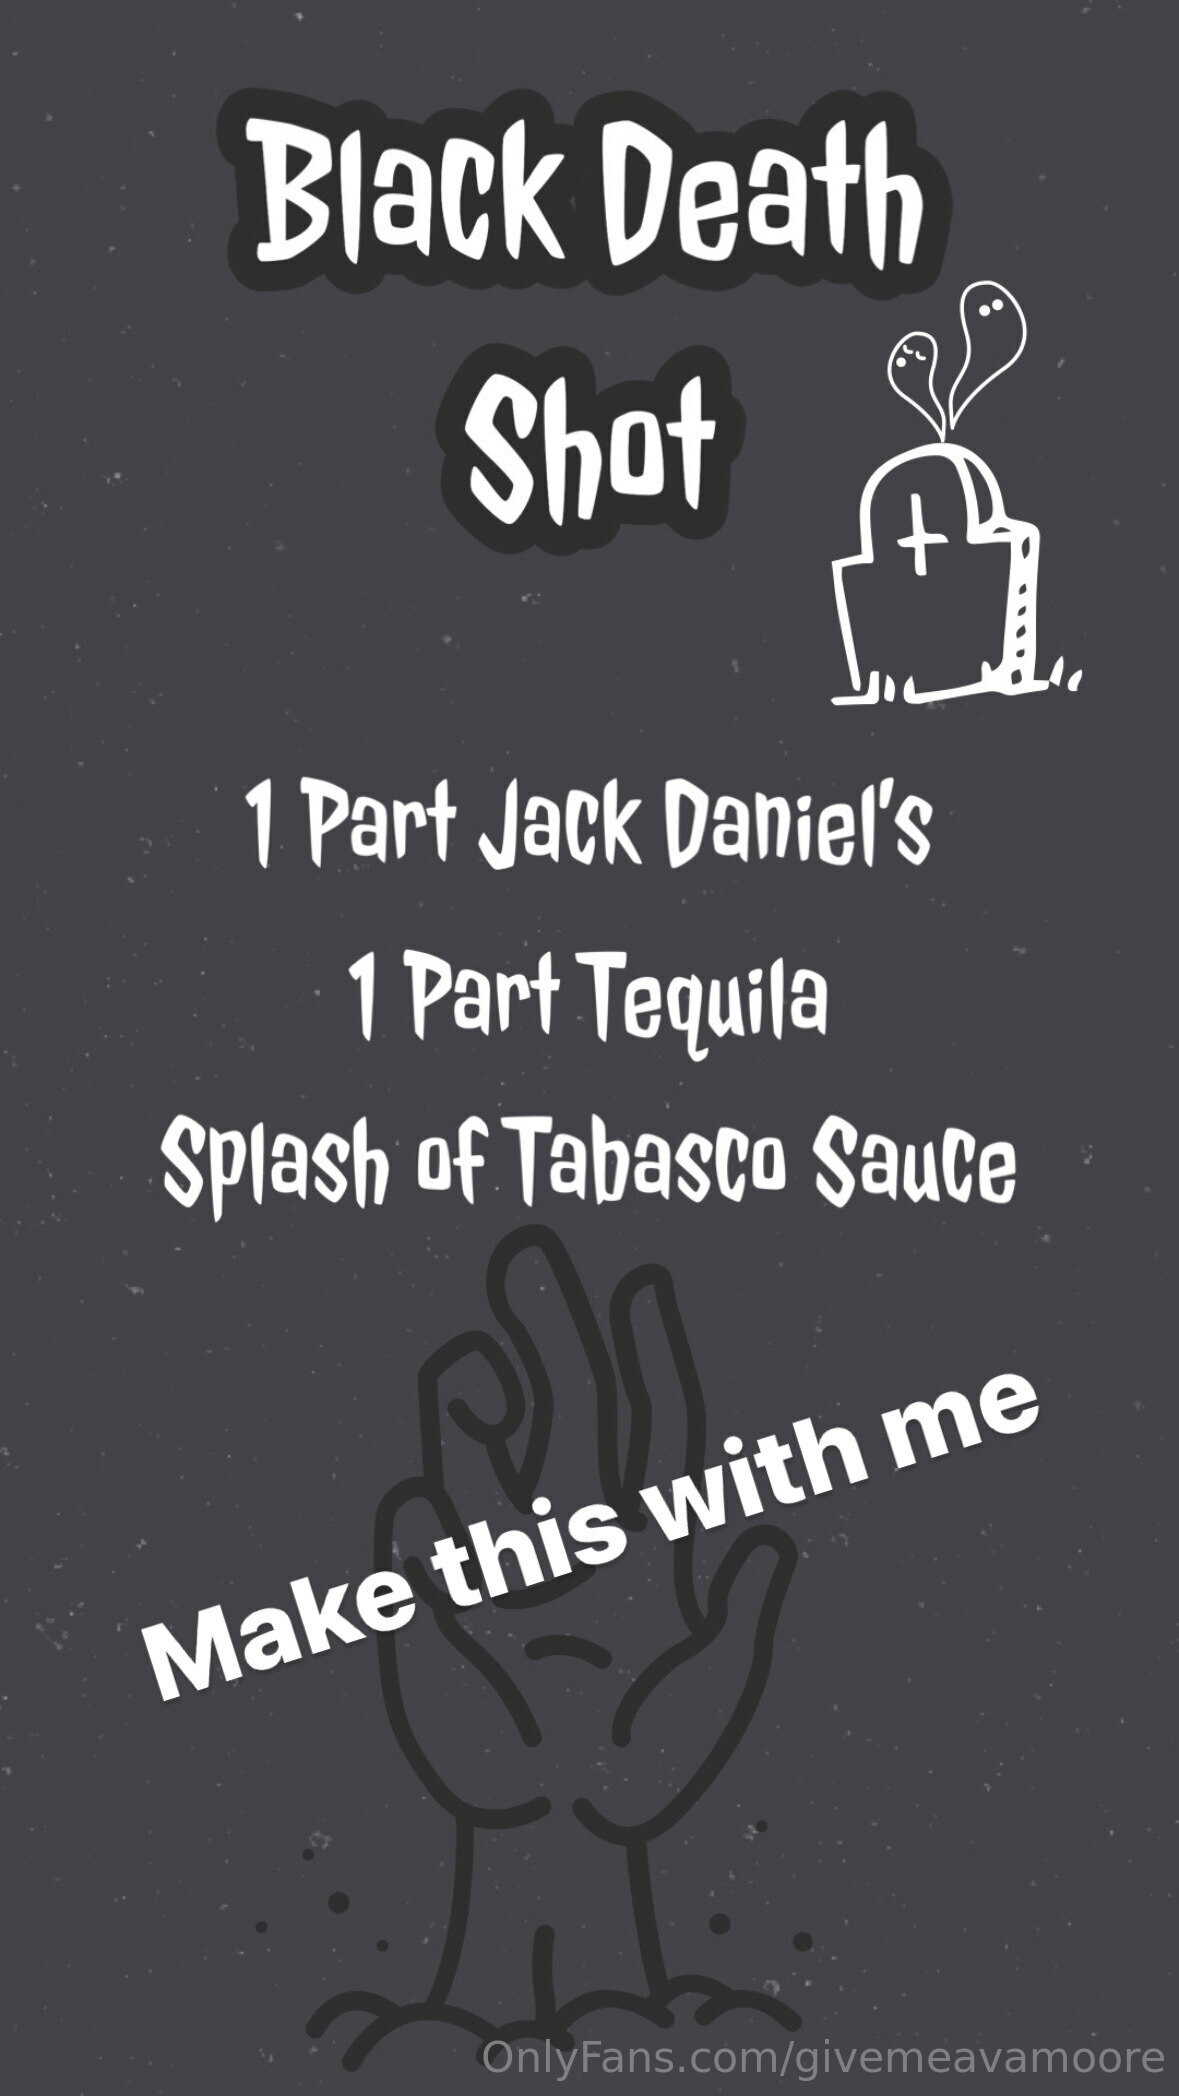 Black Death
Shot
1 Part Jack Daniel's
1 Part Tequila
Splash of Tabasco Sauce
Make this with me
OnlyFans.com/givemeavamoore